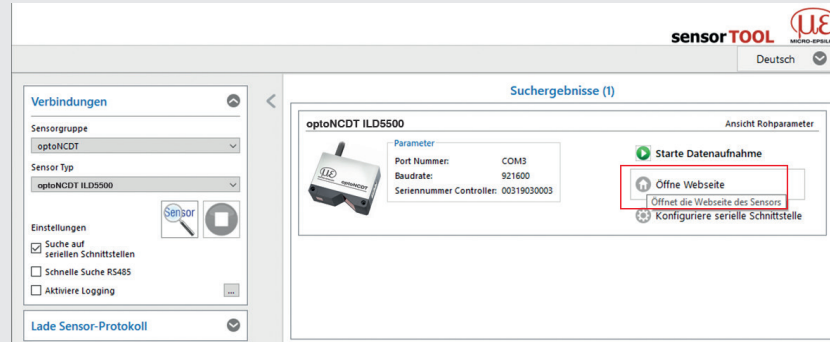 sensorTOOL
MICRO-EPSILON
Deutsch
Verbindungen
Sensorgruppe
optoNCDT
Sensor Typ
optoNCDT ILD5500
Sensor
Einstellungen
Suche auf
seriellen Schnittstellen
Schnelle Suche RS485
Aktiviere Logging
...
Lade Sensor-Protokoll
Suchergebnisse (1)
optoNCDT ILD5500
Ansicht Rohparameter
optoNCDT
Parameter
Port Nummer: COM3
Baudrate: 921600
Seriennummer Controller: 00319030003
Starte Datenaufnahme
Öffne Webseite
Öffnet die Webseite des Sensors
Konfiguriere serielle Schnittstelle